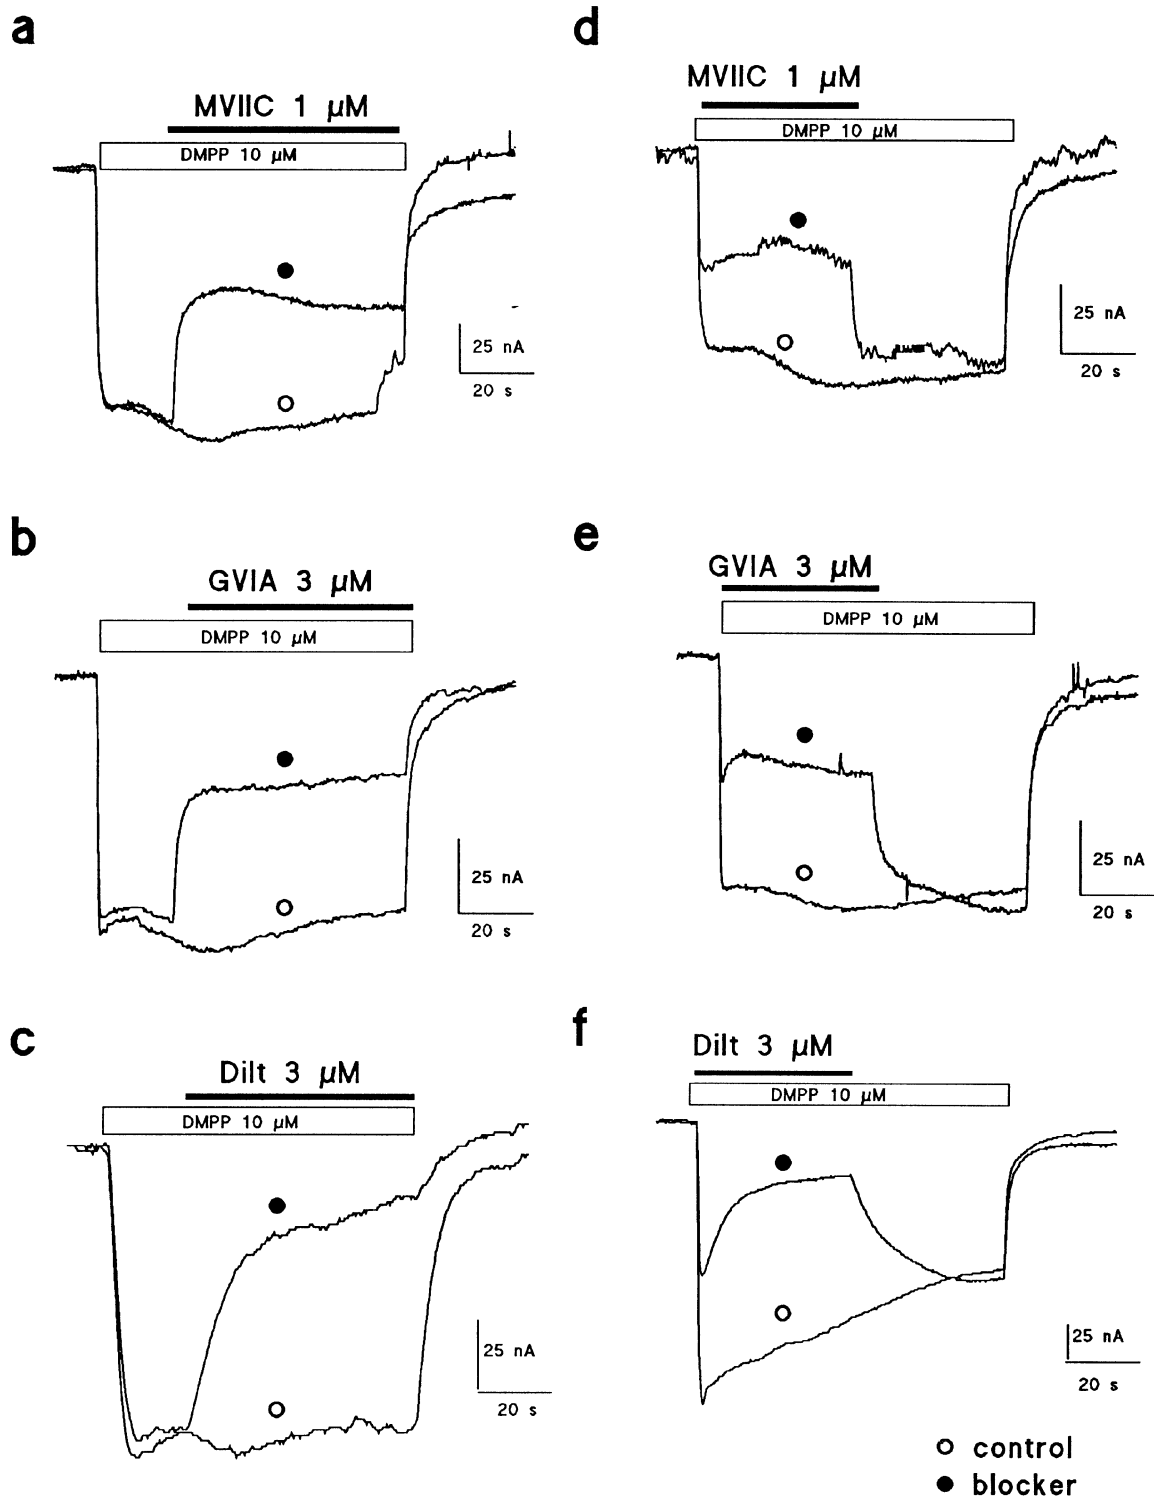 a
MVIIC 1 µM
DMPP 10 µM
25 nA
20 s
d
MVIIC 1 µM
DMPP 10 µM
25 nA
20 s
b
GVIA 3 µM
DMPP 10 µM
25 nA
20 s
e
GVIA 3 µM
DMPP 10 µM
25 nA
20 s
c
Dilt 3 µM
DMPP 10 µM
25 nA
20 s
f
Dilt 3 µM
DMPP 10 µM
25 nA
20 s
control
blocker